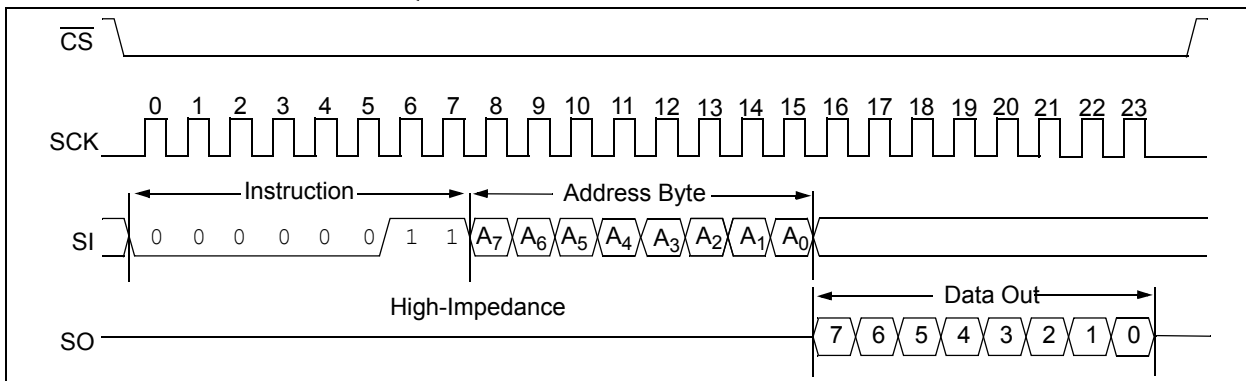 CS
0 1 2 3 4 5 6 7 8 9 10 11 12 13 14 15 16 17 18 19 20 21 22 23
SCK
Instruction Address Byte
SI 0 0 0 0 0 0 1 1 A7 A6 A5 A4 A3 A2 A1 A0
High-Impedance Data Out
SO 7 6 5 4 3 2 1 0